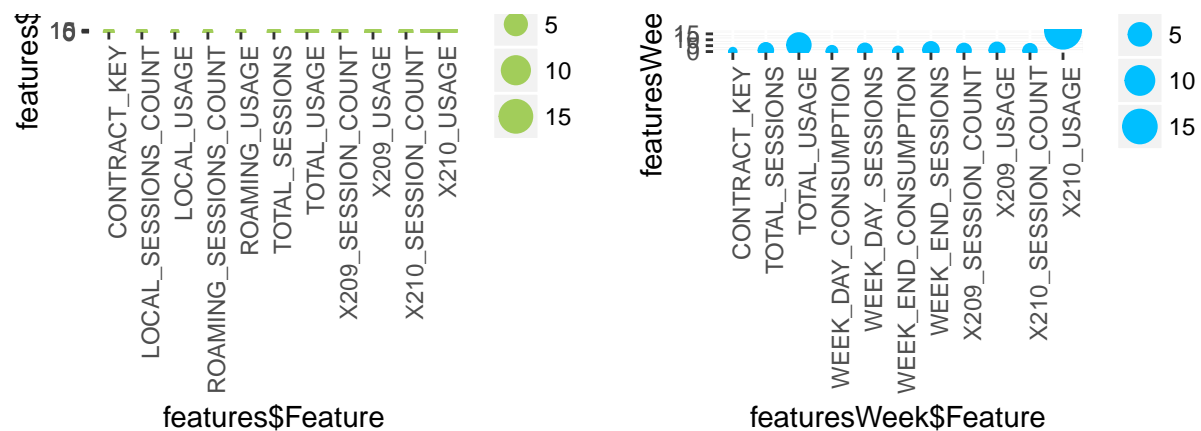 features$
CONTRACT_KEY
LOCAL_SESSIONS_COUNT
LOCAL_USAGE
ROAMING_SESSIONS_COUNT
ROAMING_USAGE
TOTAL_SESSIONS
TOTAL_USAGE
X209_SESSION_COUNT
X209_USAGE
X210_SESSION_COUNT
X210_USAGE
features$Feature
5
10
15
featuresWee
0
15
CONTRACT_KEY
TOTAL_SESSIONS
TOTAL_USAGE
WEEK_DAY_CONSUMPTION
WEEK_DAY_SESSIONS
WEEK_END_CONSUMPTION
WEEK_END_SESSIONS
X209_SESSION_COUNT
X209_USAGE
X210_SESSION_COUNT
X210_USAGE
featuresWeek$Feature
5
10
15